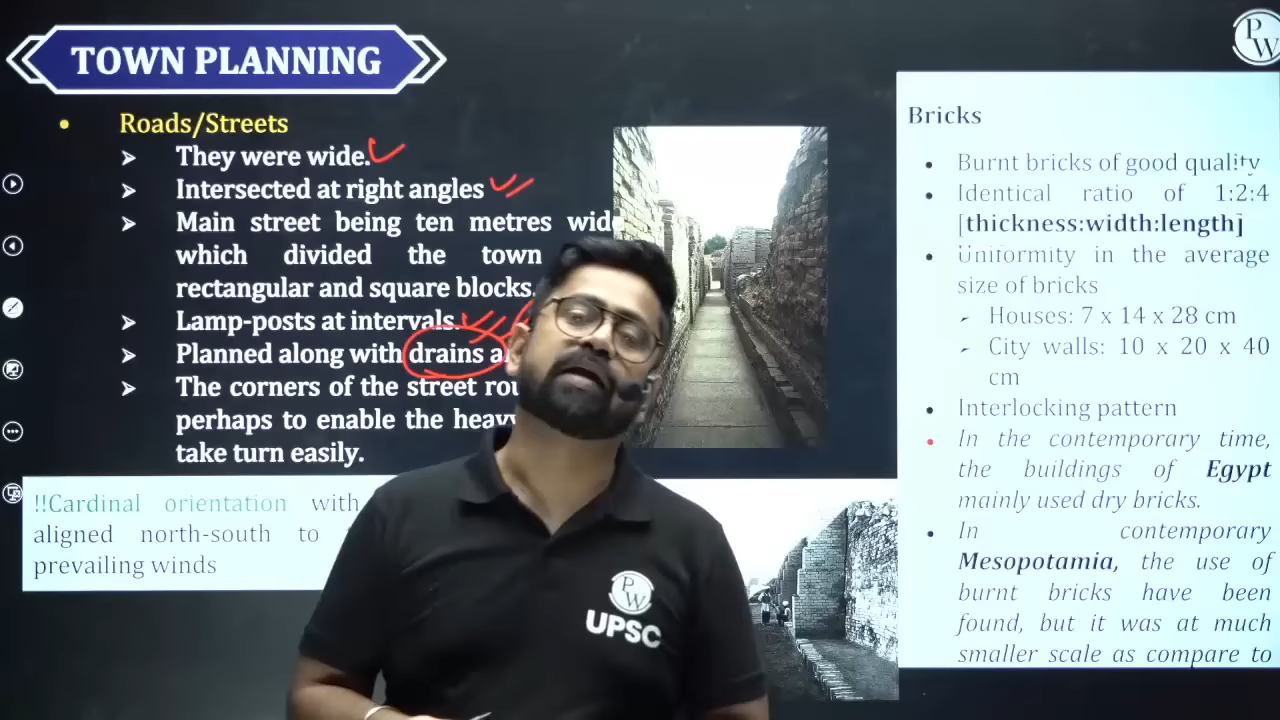 TOWN PLANNING
Roads/Streets
They were wide.
Intersected at right angles
Main street being ten metres wide
which divided the town
rectangular and square blocks.
Lamp-posts at intervals.
Planned along with drains
The corners of the street
perhaps to enable the
take turn easily.
!!Cardinal orientation with
aligned north-south to
prevailing winds
PW
Bricks
Burnt bricks of good quality
Identical ratio of 1:2:4
[thickness:width:length]
Uniformity in the average
size of bricks
Houses: 7 x 14 x 28 cm
City walls: 10 x 20 x 40
cm
Interlocking pattern
In the contemporary time,
the buildings of Egypt
mainly used dry bricks.
In contemporary
Mesopotamia, the use of
burnt bricks have been
found, but it was at much
smaller scale as compare to
PW
UPSC